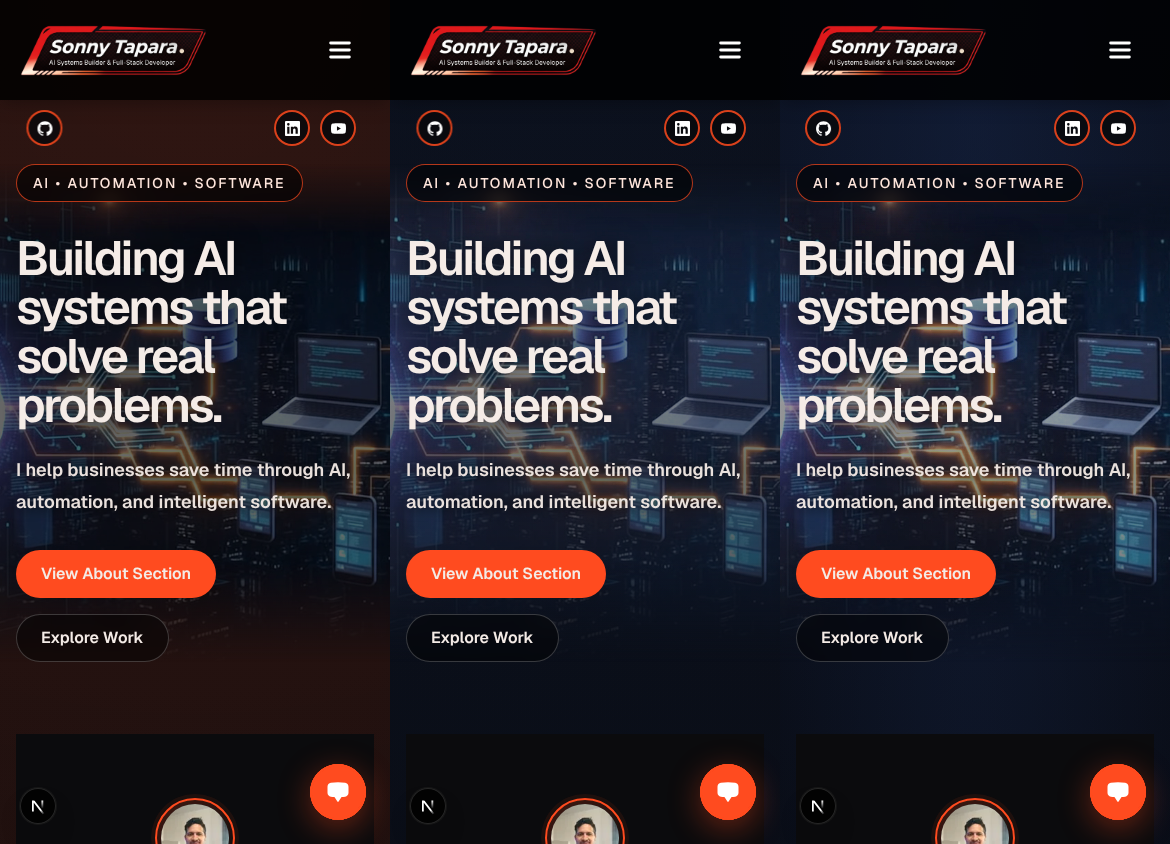 Sonny Tapara.
AI Systems Builder & Full-Stack Developer
AI • AUTOMATION • SOFTWARE
Building AI
systems that
solve real
problems.
I help businesses save time through AI,
automation, and intelligent software.
View About Section
Explore Work
N
Sonny Tapara.
AI Systems Builder & Full-Stack Developer
AI • AUTOMATION • SOFTWARE
Building AI
systems that
solve real
problems.
I help businesses save time through AI,
automation, and intelligent software.
View About Section
Explore Work
N
Sonny Tapara.
AI Systems Builder & Full-Stack Developer
AI • AUTOMATION • SOFTWARE
Building AI
systems that
solve real
problems.
I help businesses save time through AI,
automation, and intelligent software.
View About Section
Explore Work
N